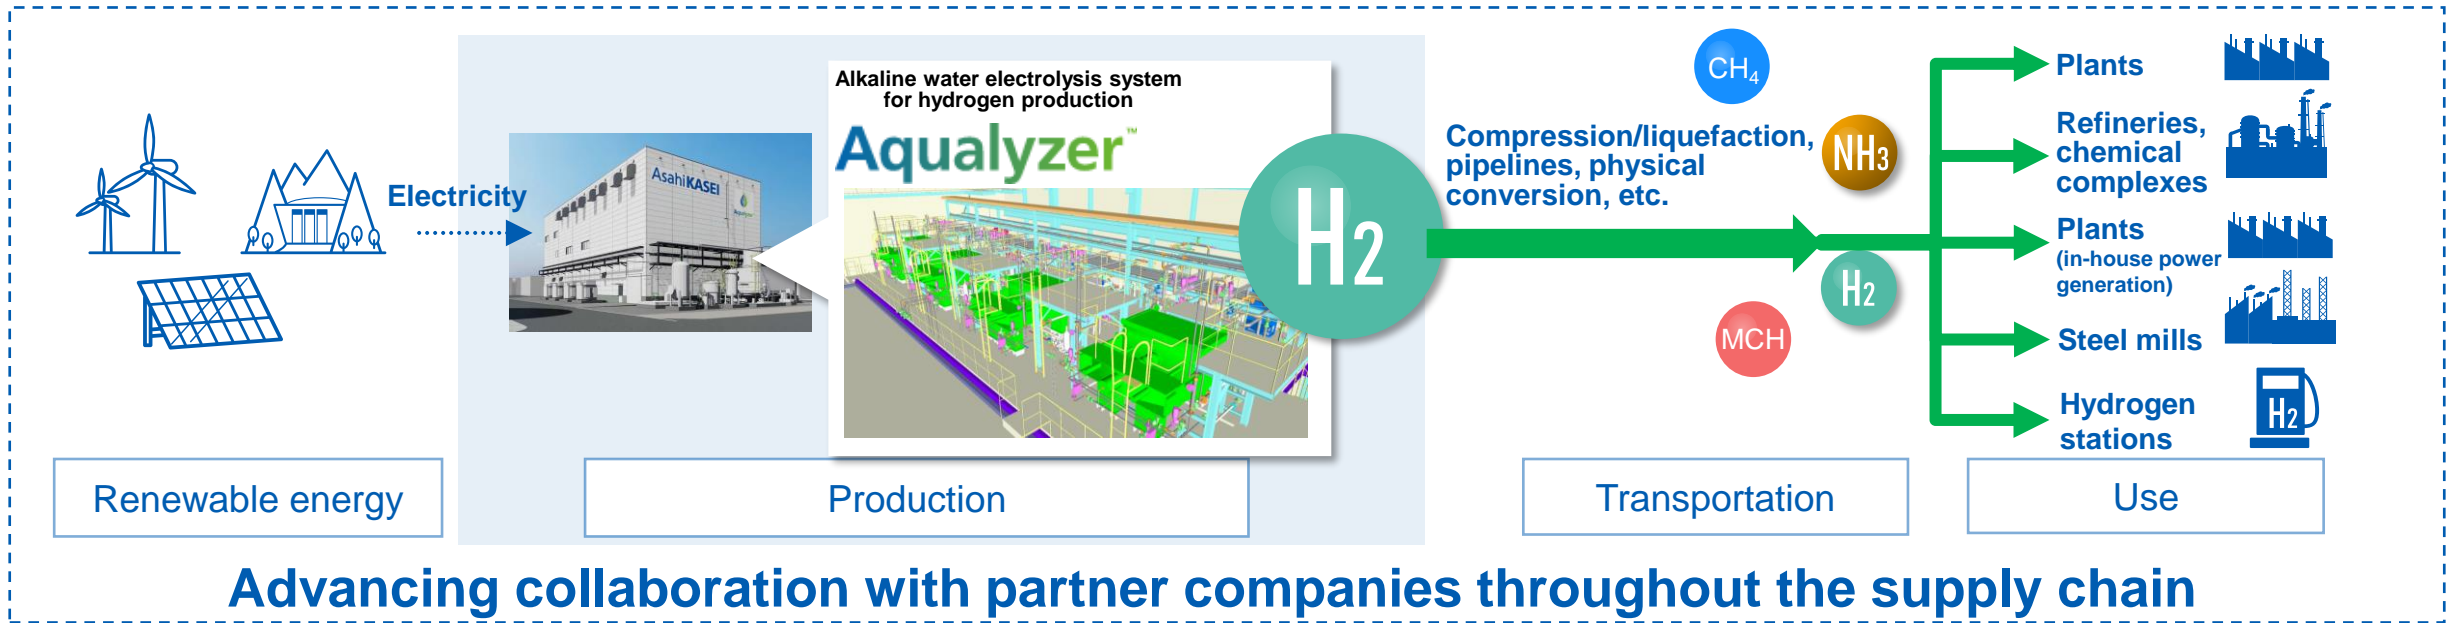 Electricity
AsahiKASEI
Aqualyzer
Alkaline water electrolysis system
for hydrogen production
Aqualyzer™
H2
Compression/liquefaction,
pipelines, physical
conversion, etc.
CH4
NH3
H2
MCH
Plants
Refineries,
chemical
complexes
Plants
(in-house power
generation)
Steel mills
Hydrogen
stations
H2
Renewable energy
Production
Transportation
Use
Advancing collaboration with partner companies throughout the supply chain